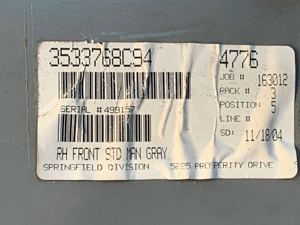 3533768C94 4776
JOB # 163012
RACK # 3
POSITION 5
SERIAL #499157
LINE #
SD: 11/18/04
RH FRONT STD MAN GRAY
SPRINGFIELD DIVISION 5225 PROSPERITY DRIVE